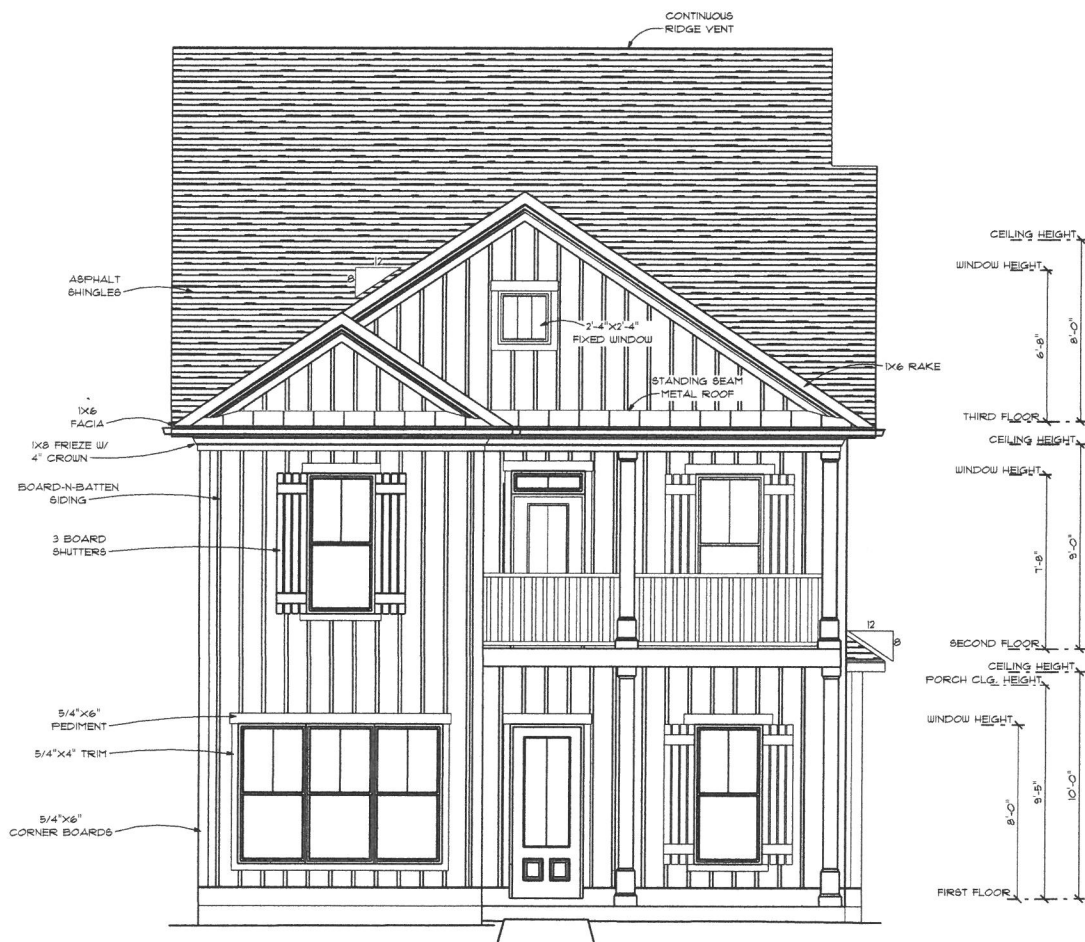 CONTINUOUS
RIDGE VENT
CEILING HEIGHT
12
8
WINDOW HEIGHT
ASPHALT
SHINGLES
2'-4"X2'-4"
FIXED WINDOW
6'-8"
8'-0"
1X6 RAKE
STANDING SEAM
METAL ROOF
1X6
FACIA
THIRD FLOOR
1X8 FRIEZE W/
4" CROWN
CEILING HEIGHT
WINDOW HEIGHT
BOARD-N-BATTEN
SIDING
3 BOARD
SHUTTERS
7'-8"
9'-0"
12
8
SECOND FLOOR
CEILING HEIGHT
PORCH CLG. HEIGHT
5/4"X6"
PEDIMENT
WINDOW HEIGHT
5/4"X4" TRIM
8'-0"
9'-5"
10'-0"
5/4"X6"
CORNER BOARDS
FIRST FLOOR